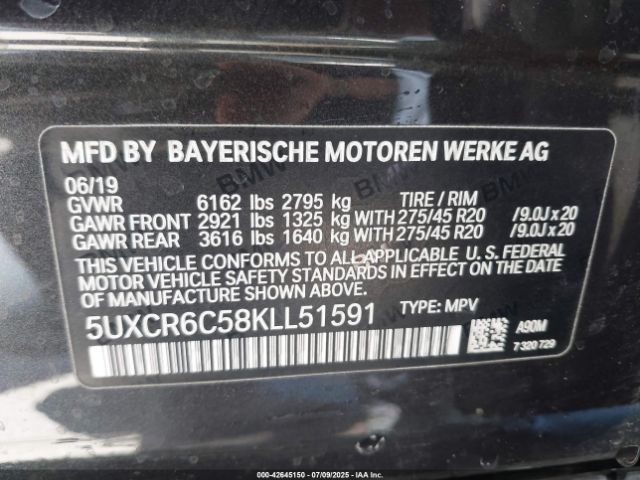 MFD BY BAYERISCHE MOTOREN WERKE AG
06/19
GVWR 6162 lbs 2795 kg TIRE / RIM
GAWR FRONT 2921 lbs 1325 kg WITH 275/45 R20 /9.0J x 20
GAWR REAR 3616 lbs 1640 kg WITH 275/45 R20 /9.0J x 20
THIS VEHICLE CONFORMS TO ALL APPLICABLE U. S. FEDERAL
MOTOR VEHICLE SAFETY STANDARDS IN EFFECT ON THE DATE
OF MANUFACTURE SHOWN ABOVE.
5UXCR6C58KLL51591 TYPE: MPV
A90M
7 320 729
000-42645150 | 07/09/2025 | IAA